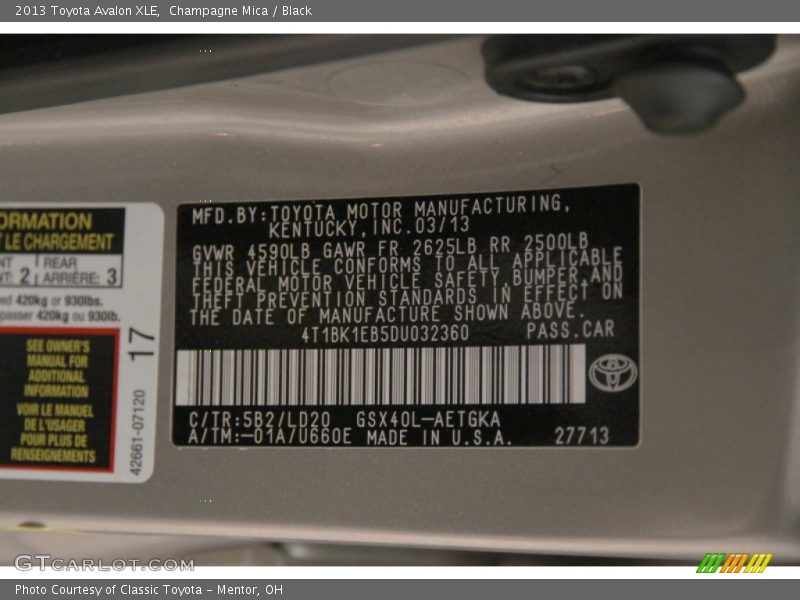 2013 Toyota Avalon XLE, Champagne Mica / Black
ORMATION
T LE CHARGEMENT
NT: 2 REAR ARRIÈRE: 3
ed 420kg or 930lbs.
passer 420kg ou 930lb.
SEE OWNER'S
MANUAL FOR
ADDITIONAL
INFORMATION
VOIR LE MANUEL
DE L'USAGER
POUR PLUS DE
RENSEIGNEMENTS
17
42661-07120
MFD.BY:TOYOTA MOTOR MANUFACTURING,
KENTUCKY,INC.03/13
GVWR 4590LB GAWR FR 2625LB RR 2500LB
THIS VEHICLE CONFORMS TO ALL APPLICABLE
FEDERAL MOTOR VEHICLE SAFETY,BUMPER,AND
THEFT PREVENTION STANDARDS IN EFFECT ON
THE DATE OF MANUFACTURE SHOWN ABOVE.
4T1BK1EB5DU032360 PASS.CAR
C/TR:5B2/LD20 GSX40L-AETGKA
A/TM:-01A/U660E MADE IN U.S.A. 27713
GTCarLot.com
Photo Courtesy of Classic Toyota - Mentor, OH